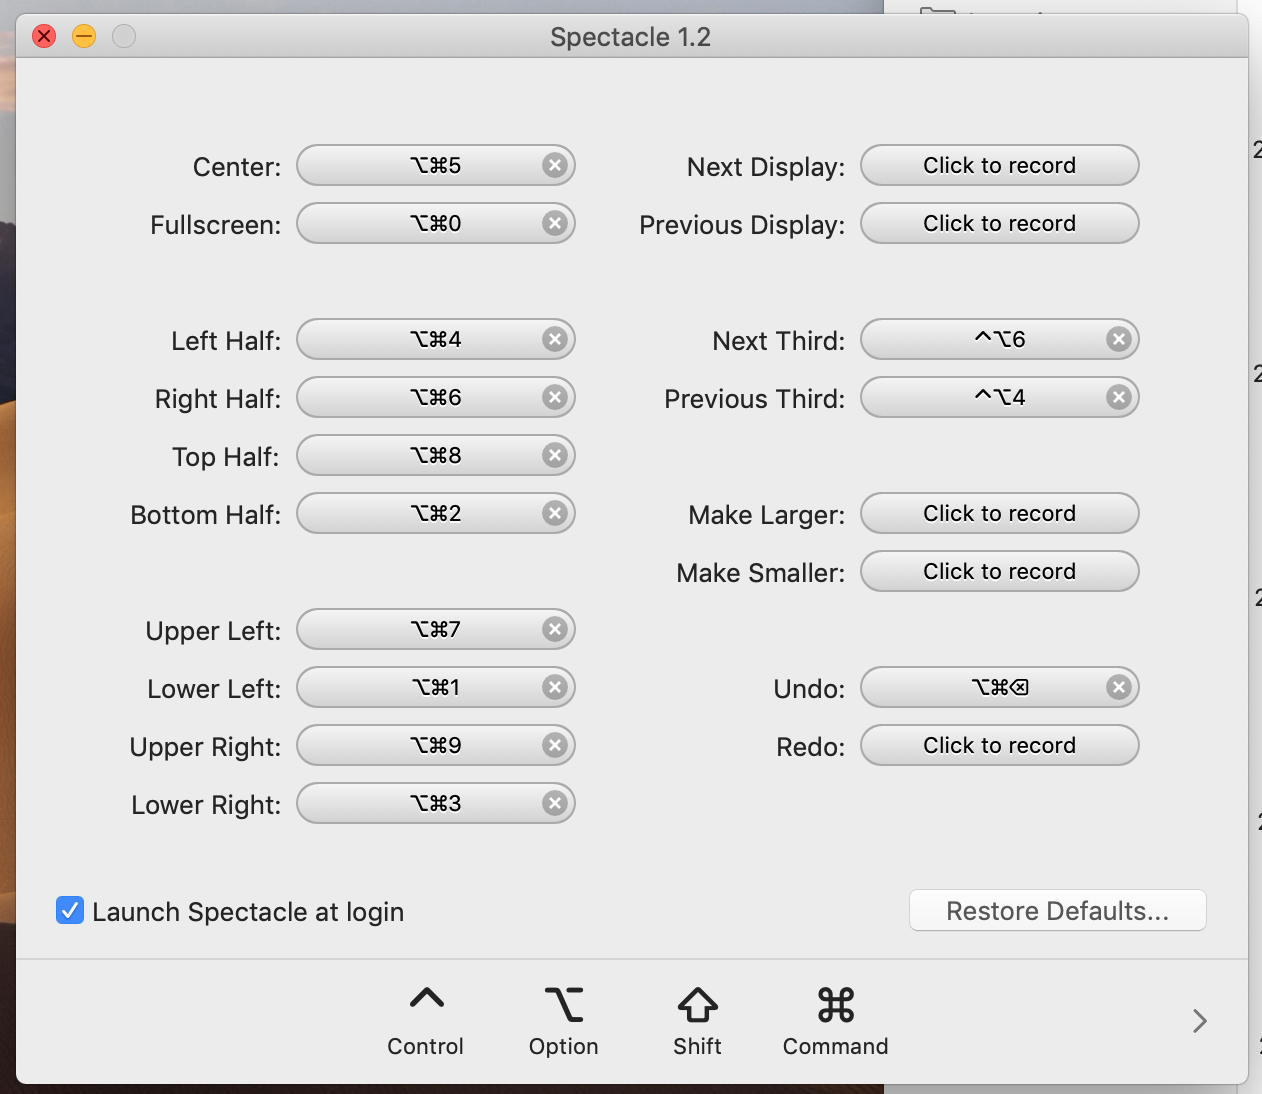 Spectacle 1.2
Center: ⌥⌘5
Fullscreen: ⌥⌘0
Left Half: ⌥⌘4
Right Half: ⌥⌘6
Top Half: ⌥⌘8
Bottom Half: ⌥⌘2
Upper Left: ⌥⌘7
Lower Left: ⌥⌘1
Upper Right: ⌥⌘9
Lower Right: ⌥⌘3
Next Display: Click to record
Previous Display: Click to record
Next Third: ^⌥6
Previous Third: ^⌥4
Make Larger: Click to record
Make Smaller: Click to record
Undo: ⌥⌘⌫
Redo: Click to record
Launch Spectacle at login
Restore Defaults...
^ ⌥ ⇧ ⌘
Control Option Shift Command